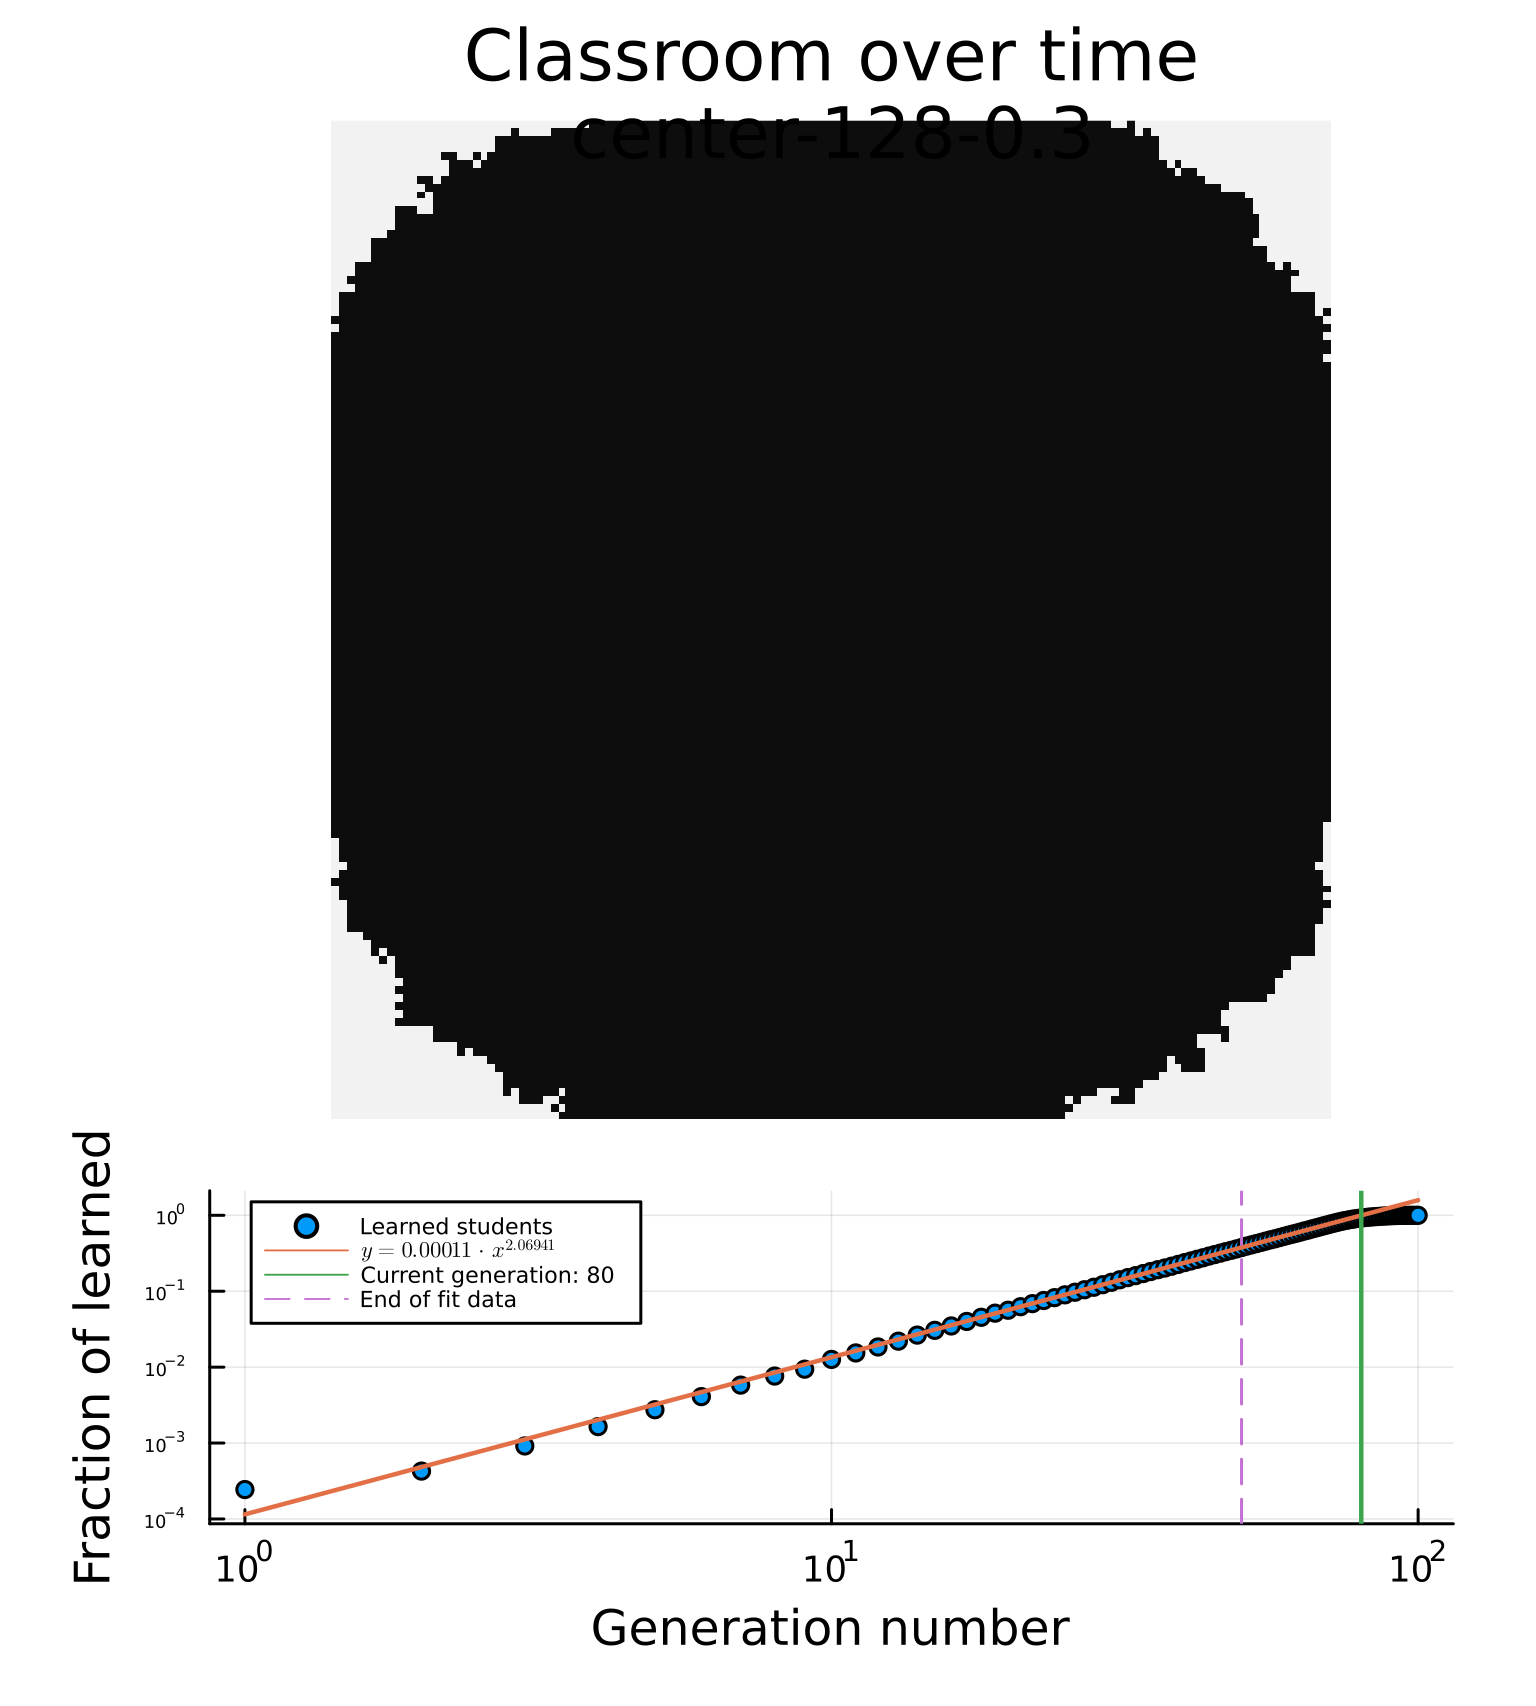 Classroom over time
center-128-0.3
Fraction of learned
10⁰
10⁻¹
10⁻²
10⁻³
10⁻⁴
Learned students
y = 0.00011 · x^2.06941
Current generation: 80
End of fit data
10⁰
10¹
10²
Generation number